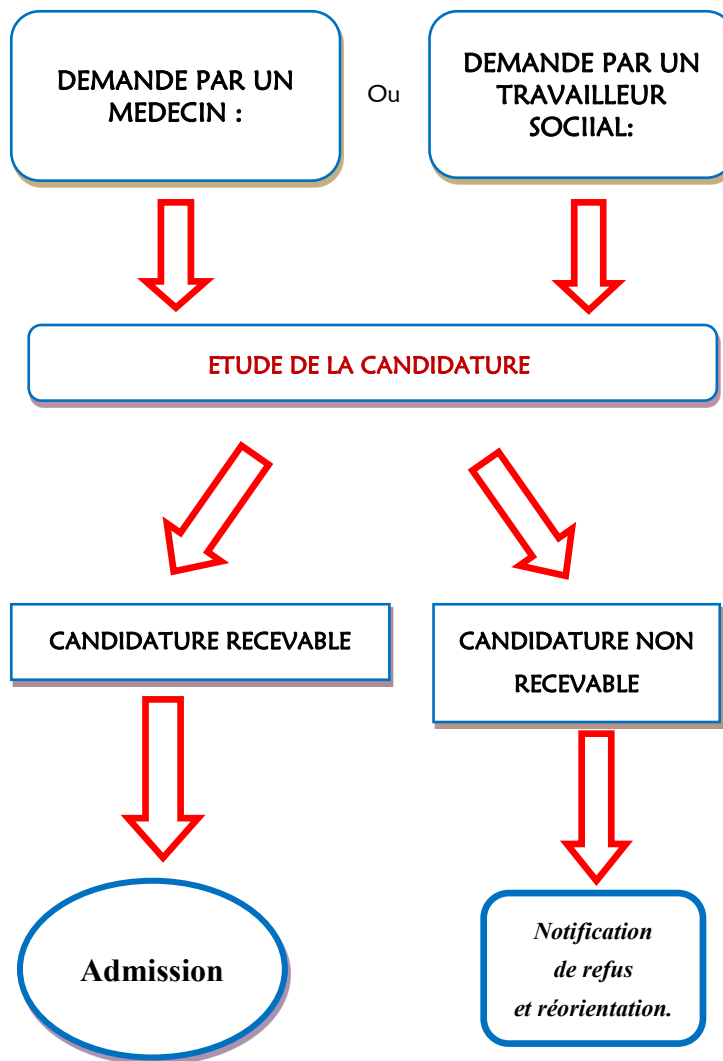 DEMANDE PAR UN
MEDECIN :
Ou
DEMANDE PAR UN
TRAVAILLEUR
SOCIIAL:
ETUDE DE LA CANDIDATURE
CANDIDATURE RECEVABLE
CANDIDATURE NON
RECEVABLE
Admission
Notification
de refus
et réorientation.